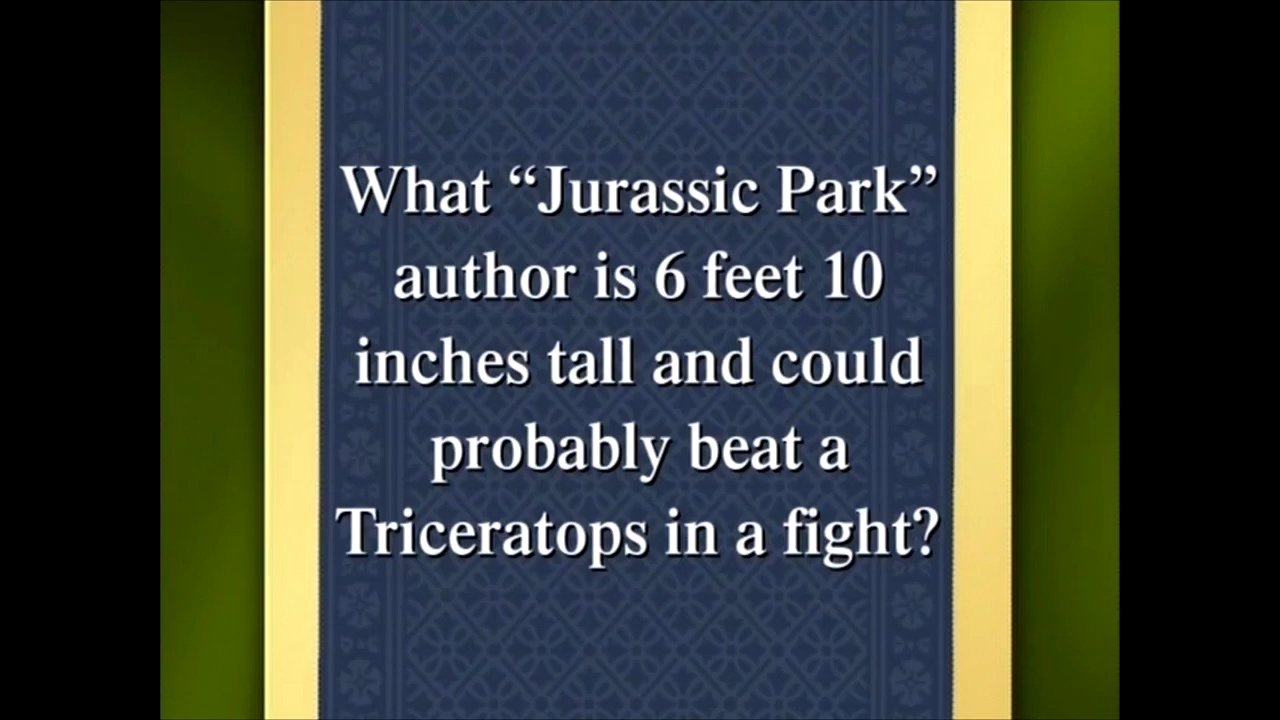 What “Jurassic Park”
author is 6 feet 10
inches tall and could
probably beat a
Triceratops in a fight?